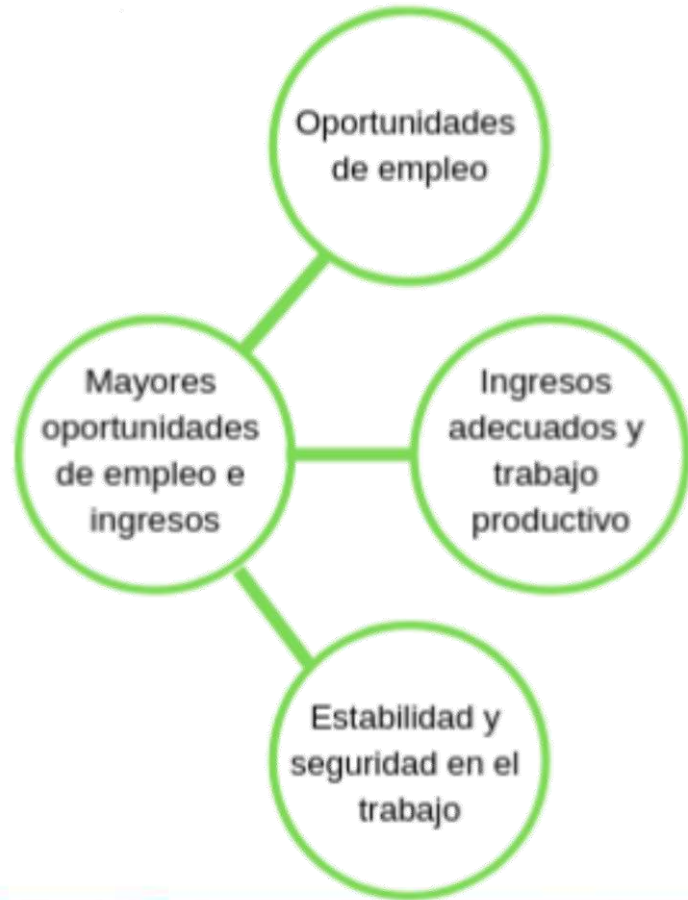 Oportunidades
de empleo
Mayores
oportunidades
de empleo e
ingresos
Ingresos
adecuados y
trabajo
productivo
Estabilidad y
seguridad en el
trabajo